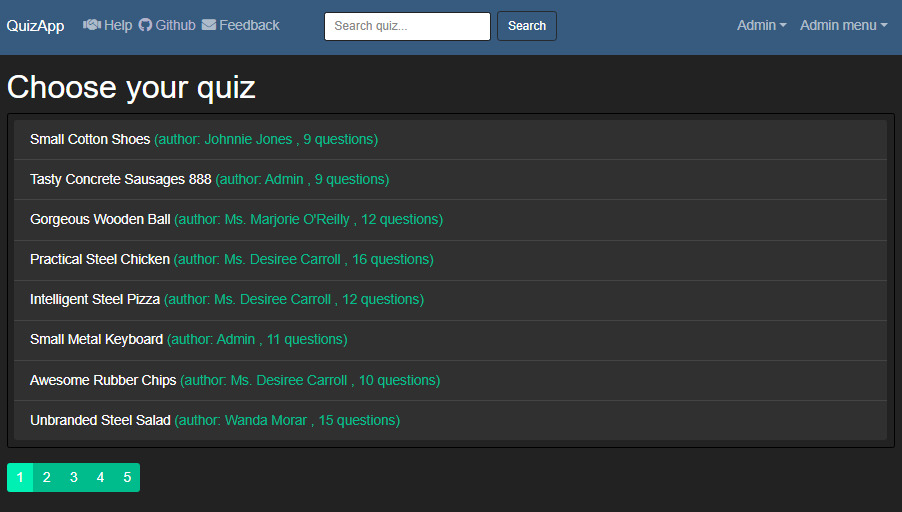 QuizApp Help Github Feedback Search quiz... Search Admin Admin menu
Choose your quiz
Small Cotton Shoes (author: Johnnie Jones , 9 questions)
Tasty Concrete Sausages 888 (author: Admin , 9 questions)
Gorgeous Wooden Ball (author: Ms. Marjorie O'Reilly , 12 questions)
Practical Steel Chicken (author: Ms. Desiree Carroll , 16 questions)
Intelligent Steel Pizza (author: Ms. Desiree Carroll , 12 questions)
Small Metal Keyboard (author: Admin , 11 questions)
Awesome Rubber Chips (author: Ms. Desiree Carroll , 10 questions)
Unbranded Steel Salad (author: Wanda Morar , 15 questions)
1 2 3 4 5